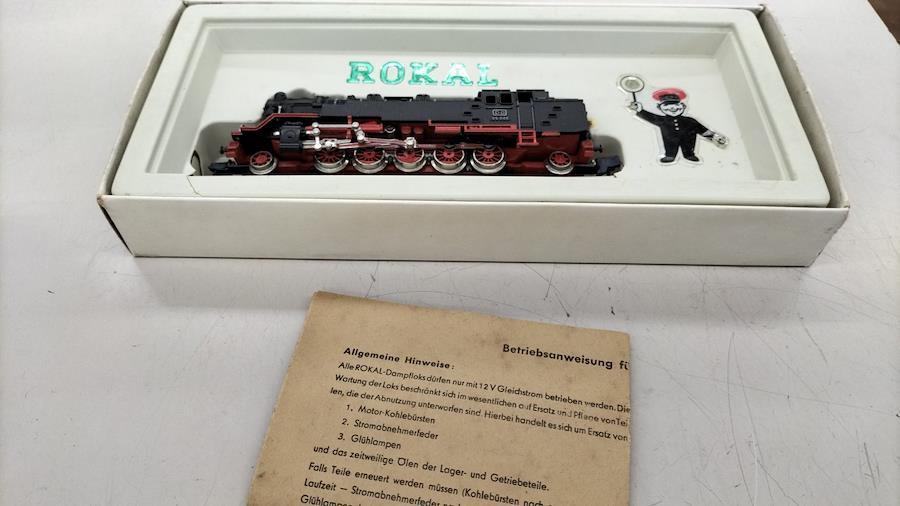 ROKAL
DB
Betriebsanweisung fü
Allgemeine Hinweise:
Alle ROKAL-Dampfloks dürfen nur mit 12 V Gleichstrom betrieben werden. Die
Wartung der Loks beschränkt sich im wesentlichen auf Ersatz und Pflege von Tei
len, die der Abnutzung unterworfen sind. Hierbei handelt es sich um Ersatz von
1. Motor-Kohlebürsten
2. Stromabnehmerfeder
3. Glühlampen
und das zeitweilige Ölen der Lager- und Getriebeteile.
Falls Teile erneuert werden müssen (Kohlebürsten nach
Laufzeit – Stromabnehmerfeder
Glühlampen